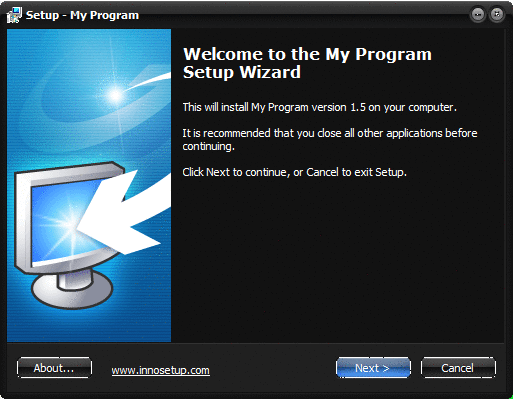 Setup - My Program
Welcome to the My Program
Setup Wizard
This will install My Program version 1.5 on your computer.
It is recommended that you close all other applications before
continuing.
Click Next to continue, or Cancel to exit Setup.
About...
www.innosetup.com
Next >
Cancel